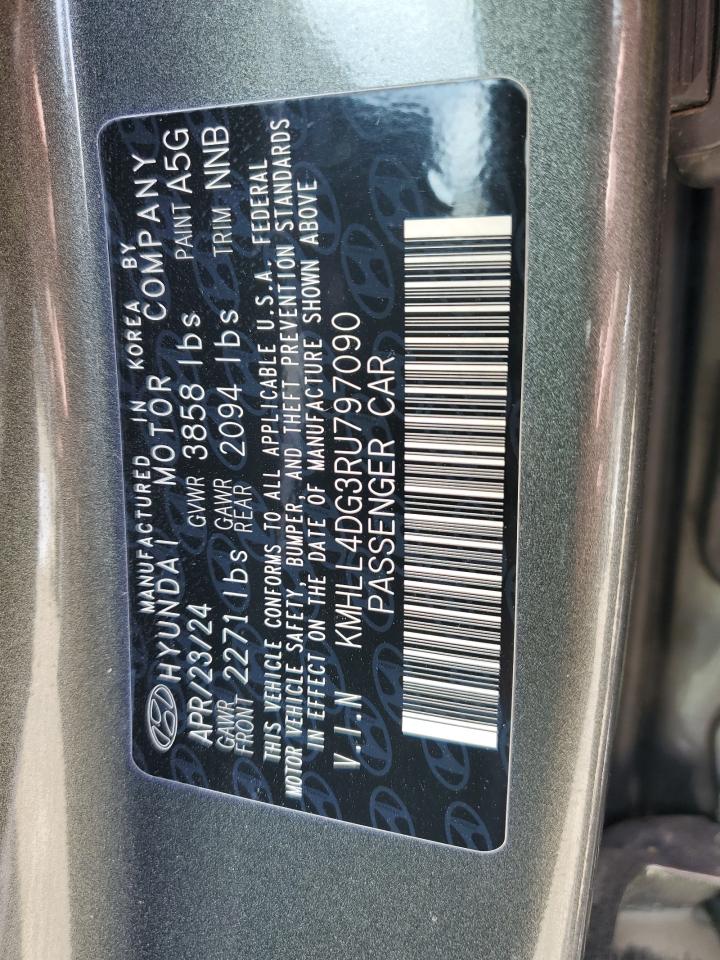 MANUFACTURED IN KOREA BY
HYUNDAI MOTOR COMPANY
APR/23/24 GVWR 3858 lbs PAINT A5G
GAWR FRONT 2271 lbs GAWR REAR 2094 lbs TRIM NNB
THIS VEHICLE CONFORMS TO ALL APPLICABLE U.S.A. FEDERAL
MOTOR VEHICLE SAFETY, BUMPER, AND THEFT PREVENTION STANDARDS
IN EFFECT ON THE DATE OF MANUFACTURE SHOWN ABOVE
V.I.N KMHLL4DG3RU797090
PASSENGER CAR